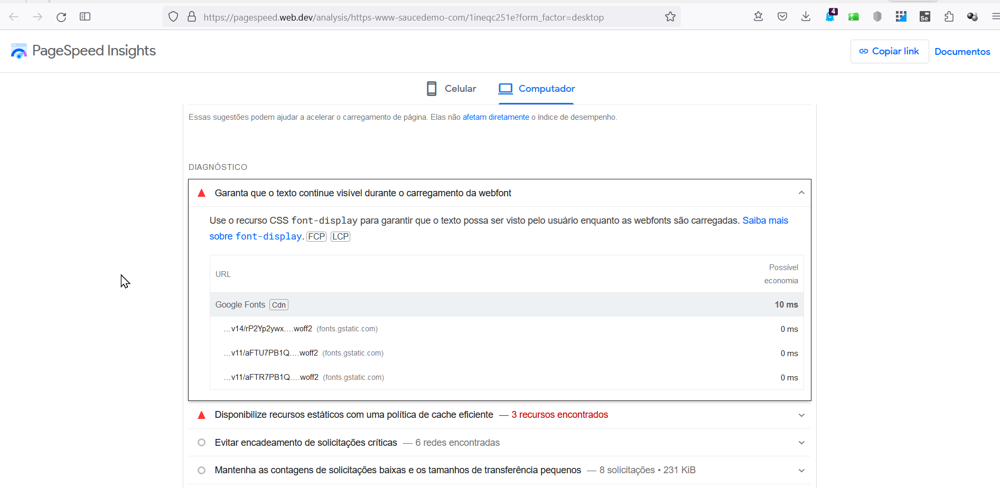 https://pagespeed.web.dev/analysis/https-www-saucedemo-com/1ineqc251e?form_factor=desktop
4
Se
PageSpeed Insights
Copiar link
Documentos
Celular
Computador
Essas sugestões podem ajudar a acelerar o carregamento de página. Elas não afetam diretamente o índice de desempenho.
DIAGNÓSTICO
Garanta que o texto continue visível durante o carregamento da webfont
Use o recurso CSS font-display para garantir que o texto possa ser visto pelo usuário enquanto as webfonts são carregadas. Saiba mais
sobre font-display. FCP LCP
URL
Possível
economia
Google Fonts Cdn 10 ms
…v14/rP2Yp2ywx….woff2 (fonts.gstatic.com) 0 ms
…v11/aFTU7PB1Q….woff2 (fonts.gstatic.com) 0 ms
…v11/aFTR7PB1Q….woff2 (fonts.gstatic.com) 0 ms
Disponibilize recursos estáticos com uma política de cache eficiente — 3 recursos encontrados
Evitar encadeamento de solicitações críticas — 6 redes encontradas
Mantenha as contagens de solicitações baixas e os tamanhos de transferência pequenos — 8 solicitações • 231 KiB